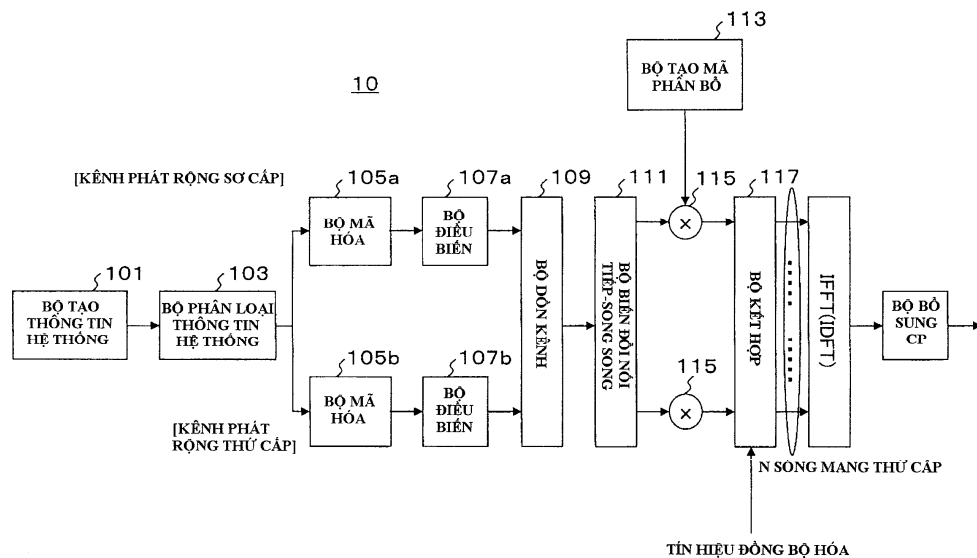 113
BỘ TẠO MÃ
PHÂN BỔ
10
[KÊNH PHÁT RỘNG SƠ CẤP]
105a
BỘ MÃ
HÓA
107a
BỘ
ĐIỀU
BIẾN
109
BỘ DỒN KÊNH
111
BỘ BIẾN ĐỔI NỐI
TIẾP-SONG SONG
115
×
117
BỘ KẾT HỢP
IFFT(IDFT)
BỘ BỔ
SUNG
CP
101
BỘ TẠO
THÔNG TIN
HỆ THỐNG
103
BỘ PHÂN LOẠI
THÔNG TIN
HỆ THỐNG
105b
BỘ MÃ
HÓA
107b
BỘ
ĐIỀU
BIẾN
115
×
[KÊNH PHÁT
RỘNG THỨ CẤP]
N SÓNG MANG THỨ CẤP
TÍN HIỆU ĐỒNG BỘ HÓA